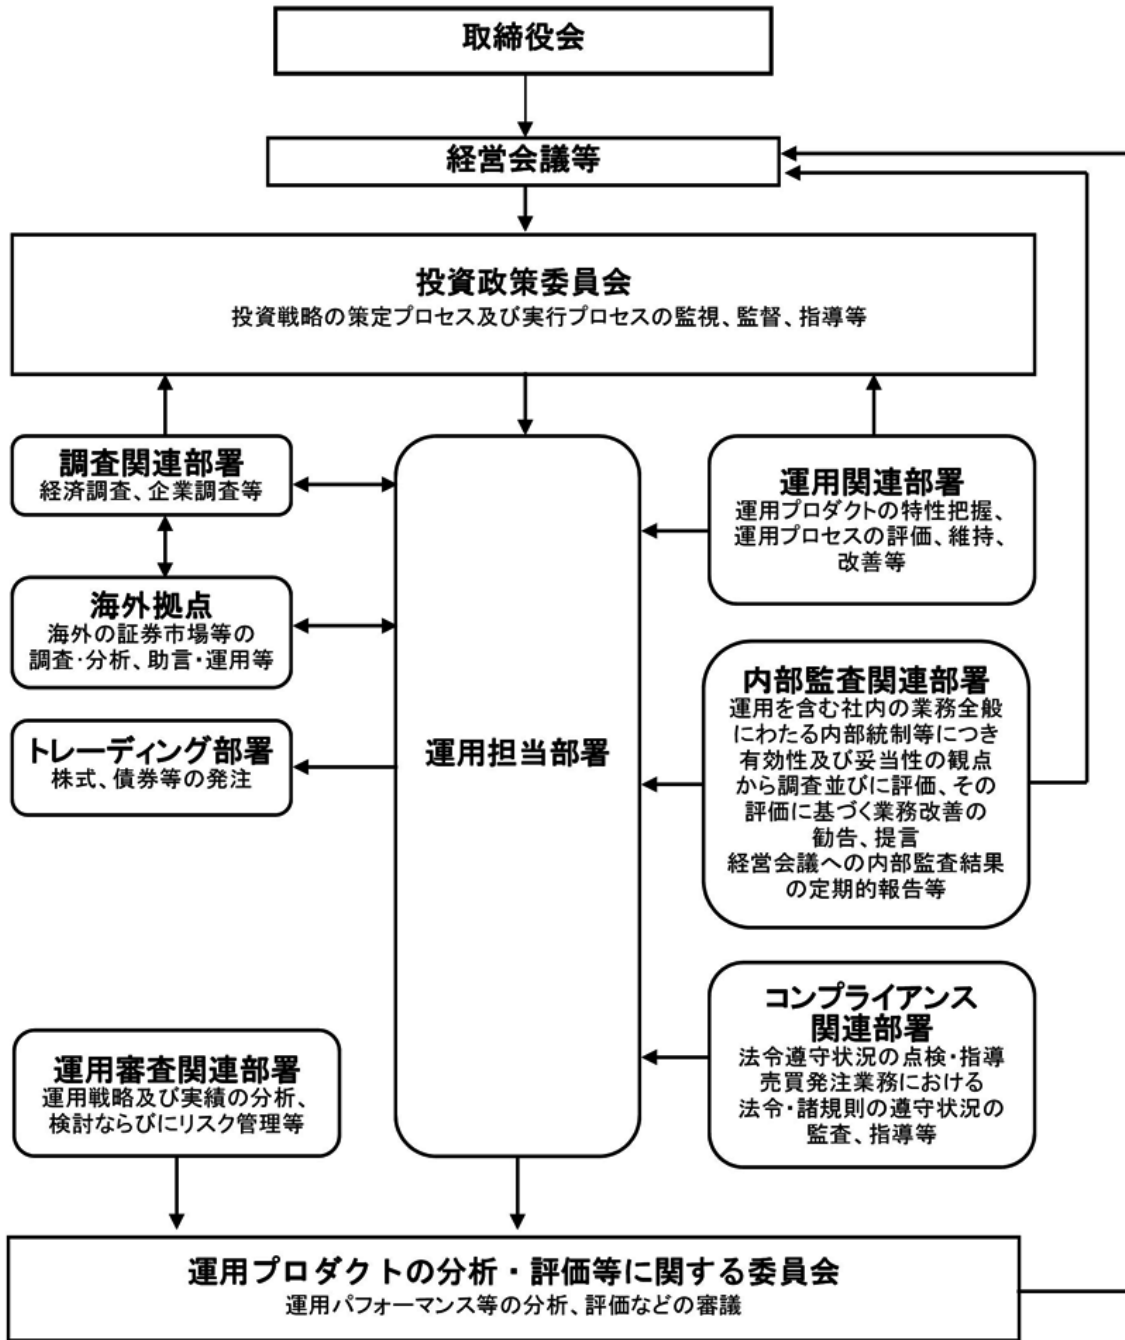 取締役会
経営会議等
投資政策委員会
投資戦略の策定プロセス及び実行プロセスの監視、監督、指導等
調査関連部署
経済調査、企業調査等
海外拠点
海外の証券市場等の
調査・分析、助言・運用等
トレーディング部署
株式、債券等の発注
運用担当部署
運用関連部署
運用プロダクトの特性把握、
運用プロセスの評価、維持、
改善等
内部監査関連部署
運用を含む社内の業務全般
にわたる内部統制等につき
有効性及び妥当性の観点
から調査並びに評価、その
評価に基づく業務改善の
勧告、提言
経営会議への内部監査結果
の定期的報告等
コンプライアンス
関連部署
法令遵守状況の点検・指導
売買発注業務における
法令・諸規則の遵守状況の
監査、指導等
運用審査関連部署
運用戦略及び実績の分析、
検討ならびにリスク管理等
運用プロダクトの分析・評価等に関する委員会
運用パフォーマンス等の分析、評価などの審議